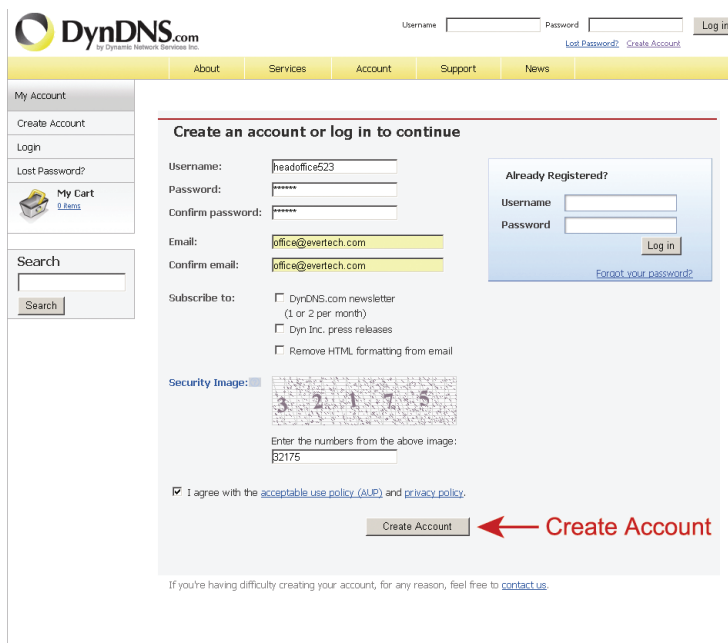 DynDNS.com
by Dynamic Network Services Inc.
Username
Password
Log in
Lost Password? Create Account
About Services Account Support News
My Account
Create Account
Login
Lost Password?
My Cart
0 items
Search
Search
Create an account or log in to continue
Username: headoffice523
Password: ******
Confirm password: ******
Email: office@evertech.com
Confirm email: office@evertech.com
Subscribe to: DynDNS.com newsletter
(1 or 2 per month)
Dyn Inc. press releases
Remove HTML formatting from email
Security Image:
3 2 1 7 5
Enter the numbers from the above image:
32175
I agree with the acceptable use policy (AUP) and privacy policy.
Create Account
Create Account
Already Registered?
Username
Password
Log in
Forgot your password?
If you're having difficulty creating your account, for any reason, feel free to contact us.